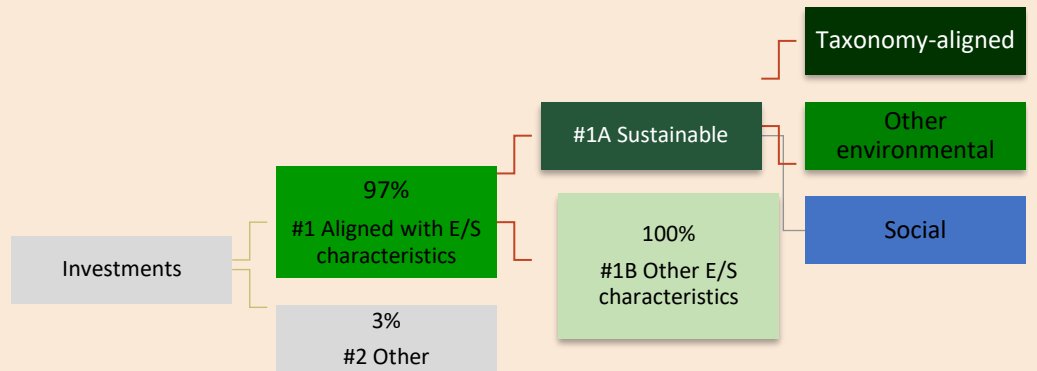 Taxonomy-aligned
#1A Sustainable
Other
environmental
97%
#1 Aligned with E/S
characteristics
100%
#1B Other E/S
characteristics
Social
Investments
3%
#2 Other